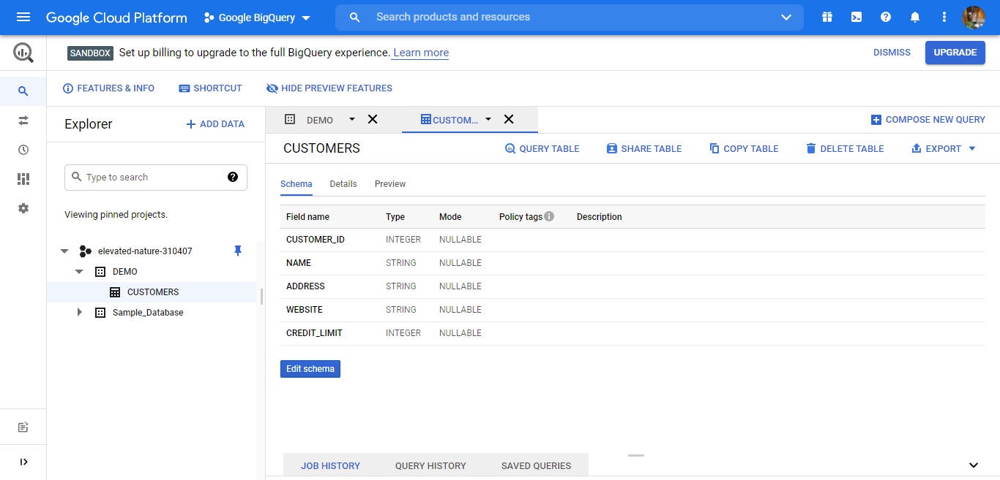 Google Cloud Platform Google BigQuery Search products and resources
SANDBOX Set up billing to upgrade to the full BigQuery experience. Learn more DISMISS UPGRADE
FEATURES & INFO SHORTCUT HIDE PREVIEW FEATURES
Explorer + ADD DATA
Type to search
Viewing pinned projects.
elevated-nature-310407
DEMO
CUSTOMERS
Sample_Database
DEMO CUSTOM... COMPOSE NEW QUERY
CUSTOMERS QUERY TABLE SHARE TABLE COPY TABLE DELETE TABLE EXPORT
Schema Details Preview
Field name Type Mode Policy tags Description
CUSTOMER_ID INTEGER NULLABLE
NAME STRING NULLABLE
ADDRESS STRING NULLABLE
WEBSITE STRING NULLABLE
CREDIT_LIMIT INTEGER NULLABLE
Edit schema
JOB HISTORY QUERY HISTORY SAVED QUERIES